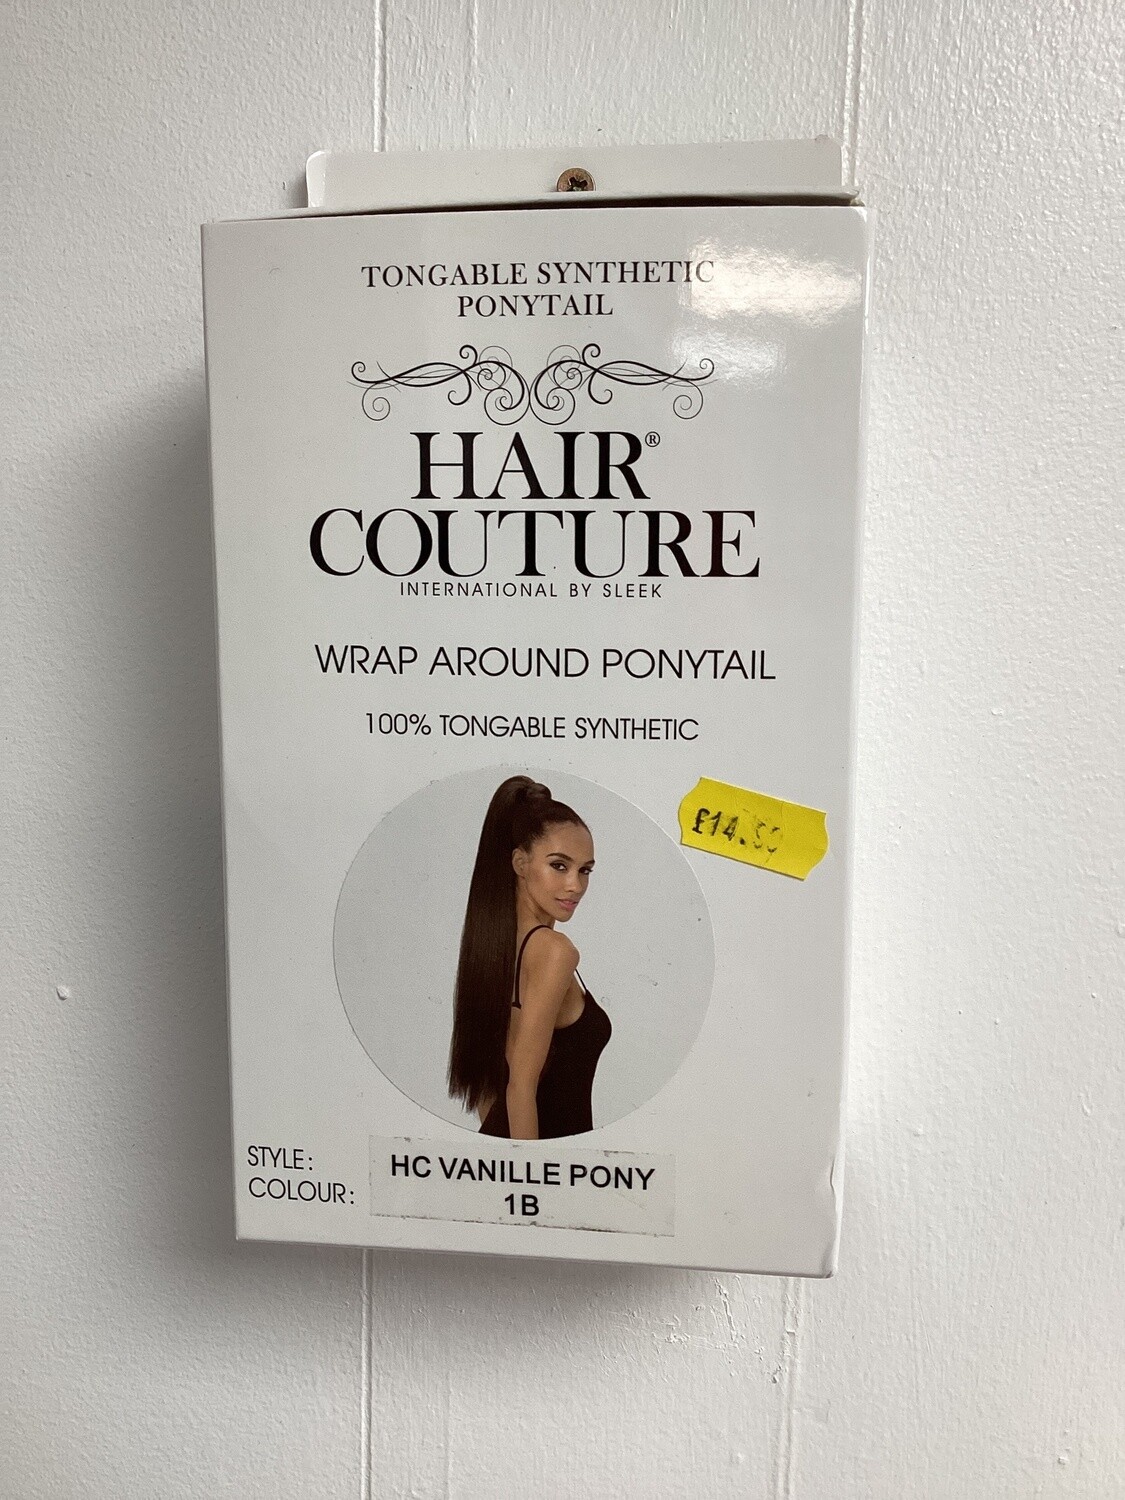 TONGABLE SYNTHETIC
PONYTAIL
HAIR®
COUTURE
INTERNATIONAL BY SLEEK
WRAP AROUND PONYTAIL
100% TONGABLE SYNTHETIC
STYLE: HC VANILLE PONY
COLOUR: 1B